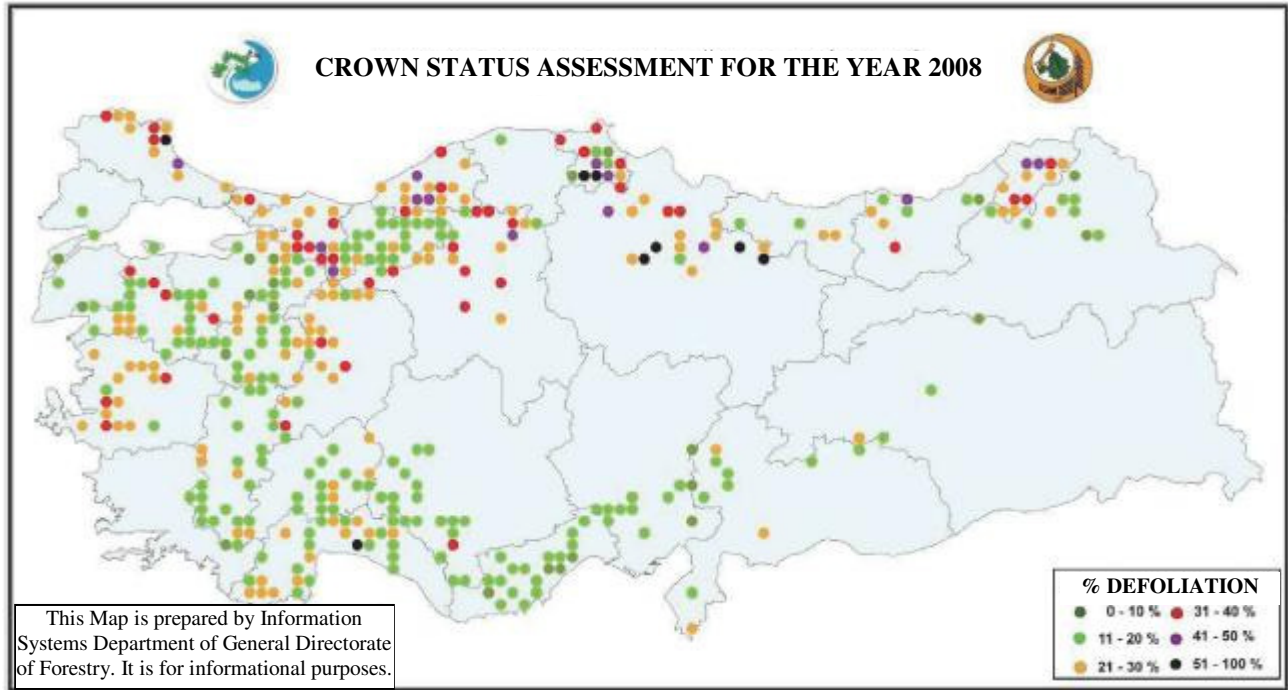 CROWN STATUS ASSESSMENT FOR THE YEAR 2008
This Map is prepared by Information
Systems Department of General Directorate
of Forestry. It is for informational purposes.
% DEFOLIATION
0 - 10 %
31 - 40 %
11 - 20 %
41 - 50 %
21 - 30 %
51 - 100 %